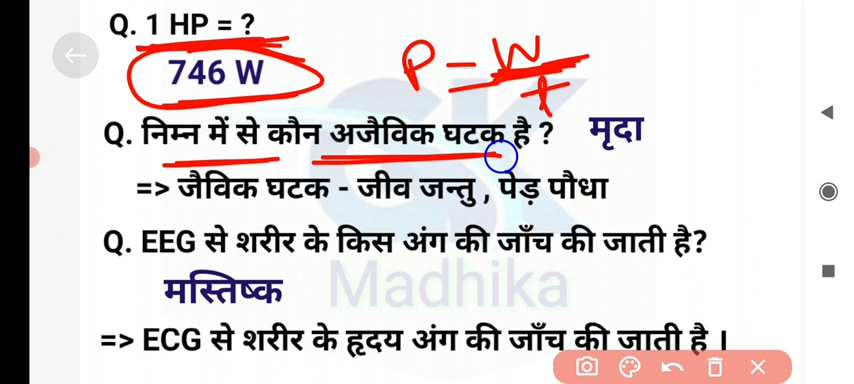 Q. 1 HP = ?
746 W
P = W/t
Q. निम्न में से कौन अजैविक घटक है ? मृदा
=> जैविक घटक - जीव जन्तु , पेड़ पौधा
Q. EEG से शरीर के किस अंग की जाँच की जाती है?
मस्तिष्क
Madhika
=> ECG से शरीर के हृदय अंग की जाँच की जाती है ।